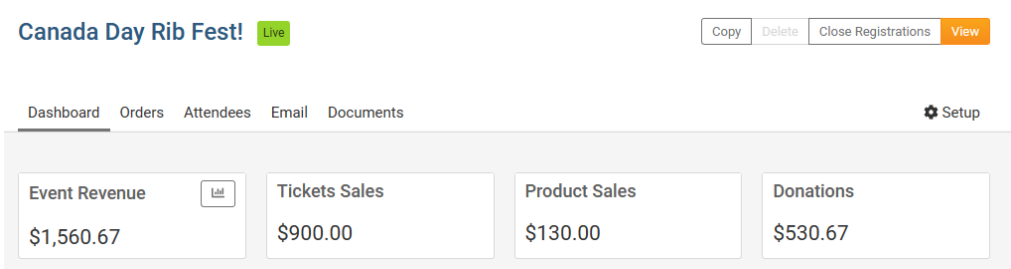 Canada Day Rib Fest! Live
Copy Delete Close Registrations View
Dashboard Orders Attendees Email Documents Setup
Event Revenue
$1,560.67
Tickets Sales
$900.00
Product Sales
$130.00
Donations
$530.67